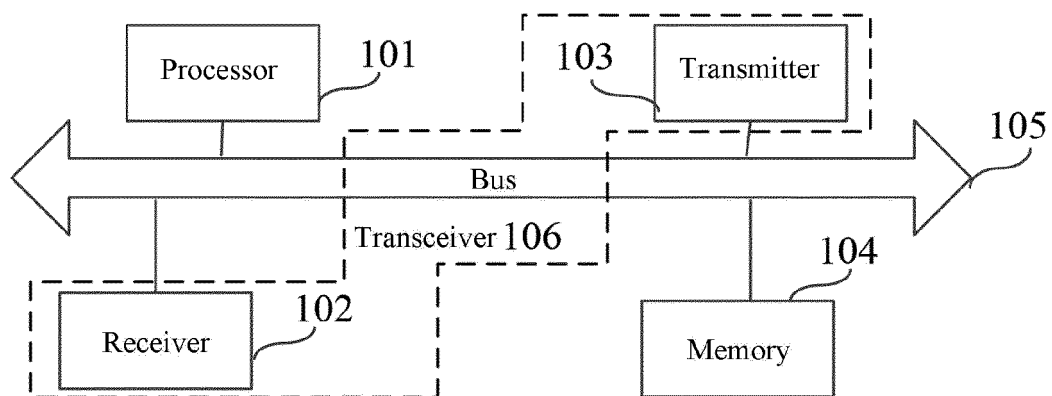 Processor
101
103
Transmitter
105
Bus
Transceiver 106
102
104
Receiver
Memory